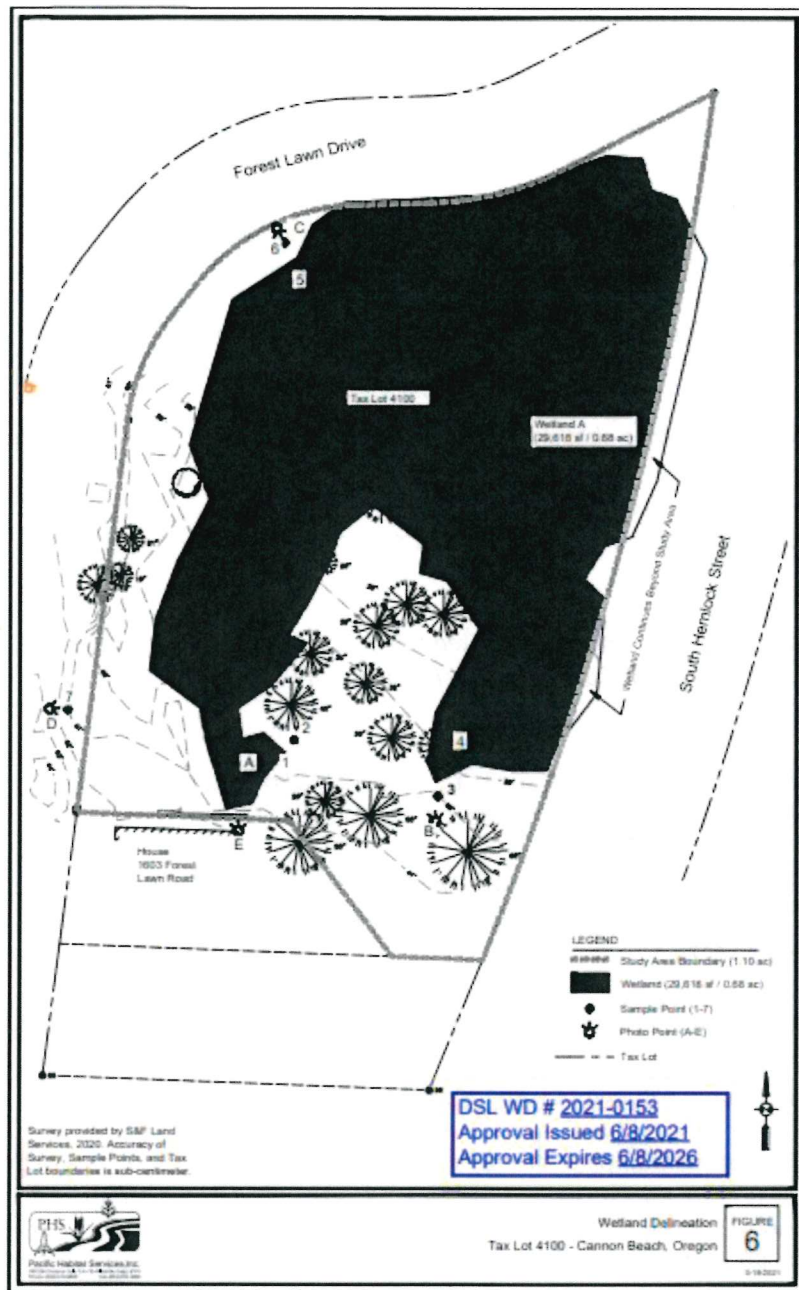 Forest Lawn Drive
C
6
5
Tax Lot 4100
Wetland A
(29,618 sf / 0.68 ac)
Wetland Continues Beyond Study Area
South Hemlock Street
7
D
2
4
A
1
3
B
E
House
1603 Forest
Lawn Road
LEGEND
Study Area Boundary (1.10 ac)
Wetland (29,618 sf / 0.68 ac)
Sample Point (1-7)
Photo Point (A-E)
Tax Lot
DSL WD # 2021-0153
Approval Issued 6/8/2021
Approval Expires 6/8/2026
Survey provided by S&F Land
Services, 2020. Accuracy of
Survey, Sample Points, and Tax
Lot boundaries is sub-centimeter.
PHS
Pacific Habitat Services, Inc.
Wetland Delineation
Tax Lot 4100 - Cannon Beach, Oregon
FIGURE
6